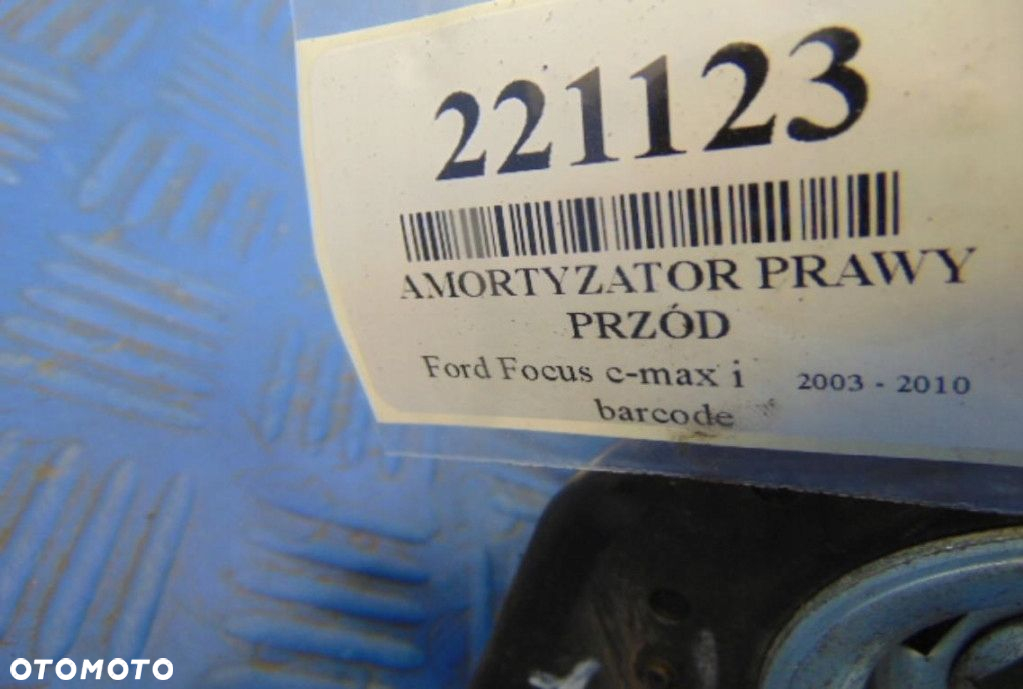 221123
AMORTYZATOR PRAWY
PRZÓD
Ford Focus c-max i 2003 - 2010
barcode
OTOMOTO